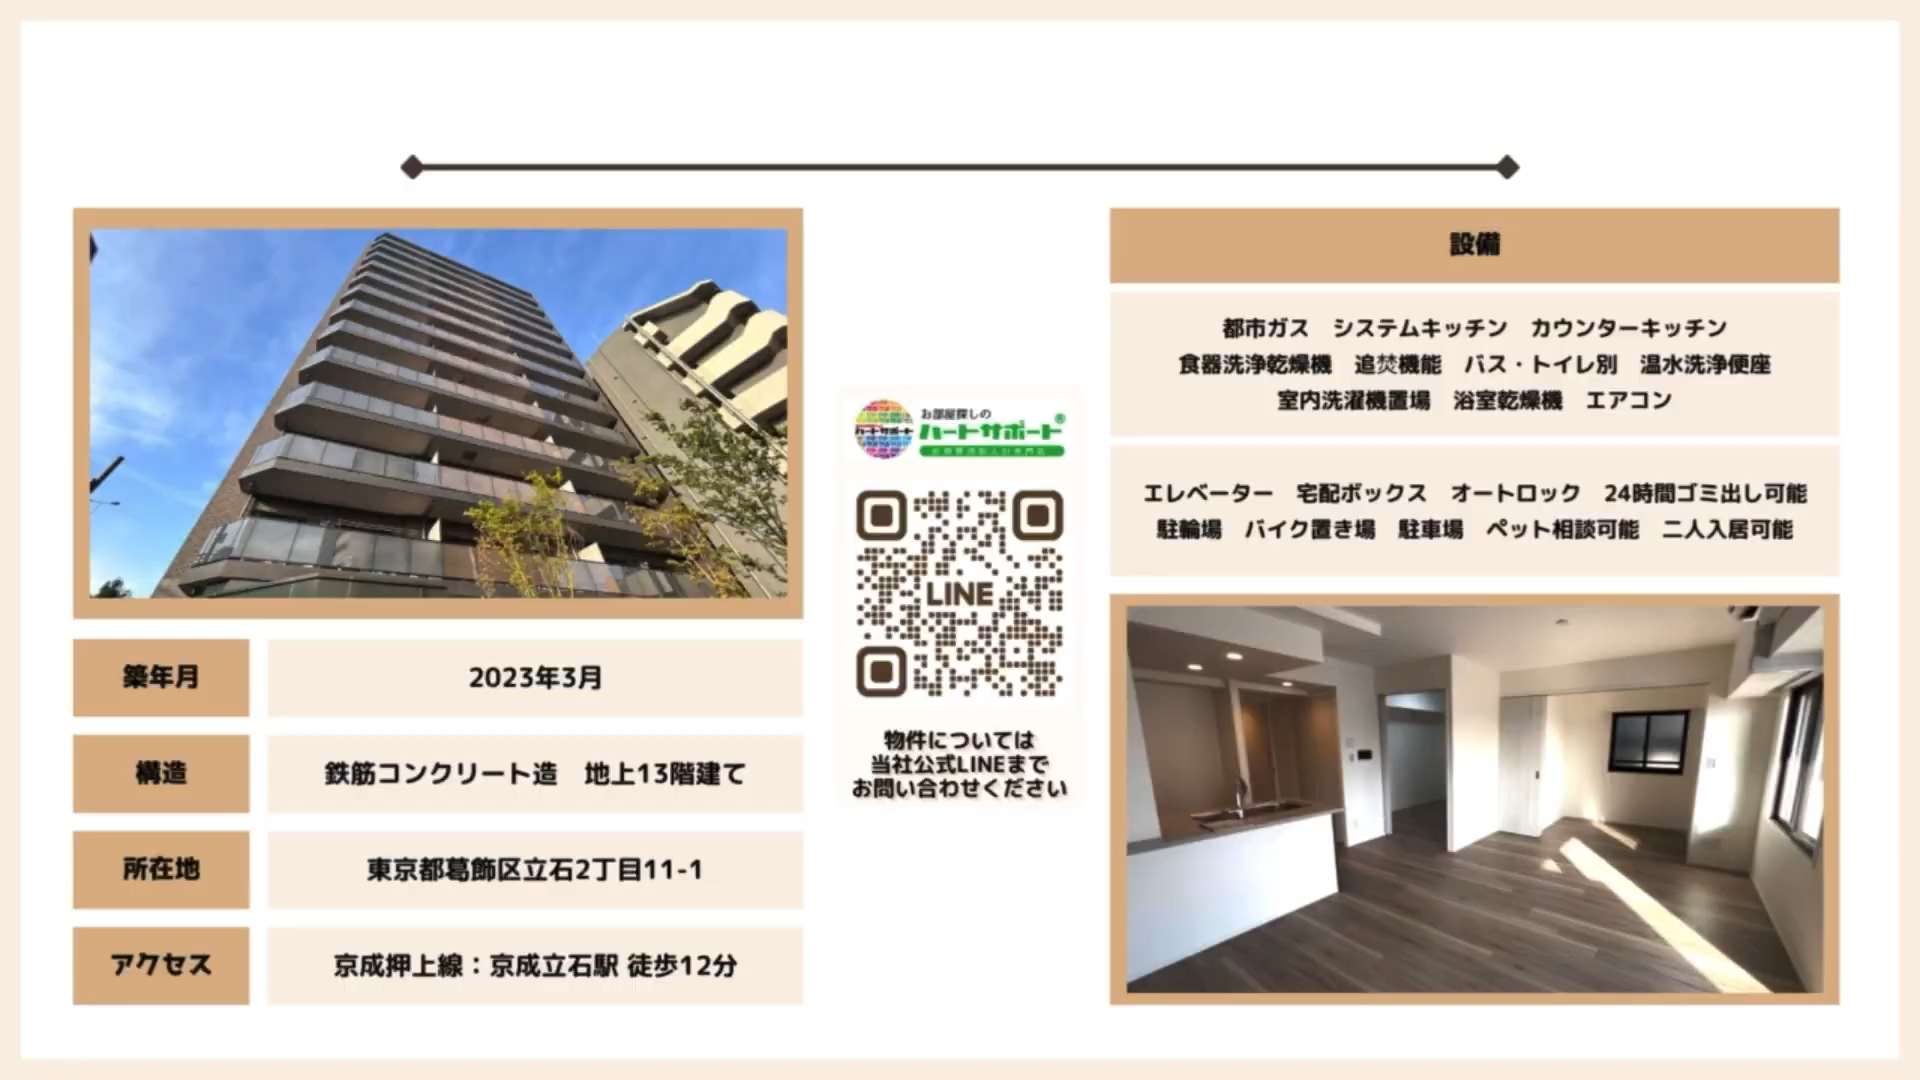 築年月
2023年3月
構造
鉄筋コンクリート造　地上13階建て
所在地
東京都葛飾区立石2丁目11-1
アクセス
京成押上線：京成立石駅 徒歩12分
お部屋探しの
ハートサポート®
ハートサポート
LINE
物件については
当社公式LINEまで
お問い合わせください
設備
都市ガス　システムキッチン　カウンターキッチン
食器洗浄乾燥機　追焚機能　バス・トイレ別　温水洗浄便座
室内洗濯機置場　浴室乾燥機　エアコン
エレベーター　宅配ボックス　オートロック　24時間ゴミ出し可能
駐輪場　バイク置き場　駐車場　ペット相談可能　二人入居可能